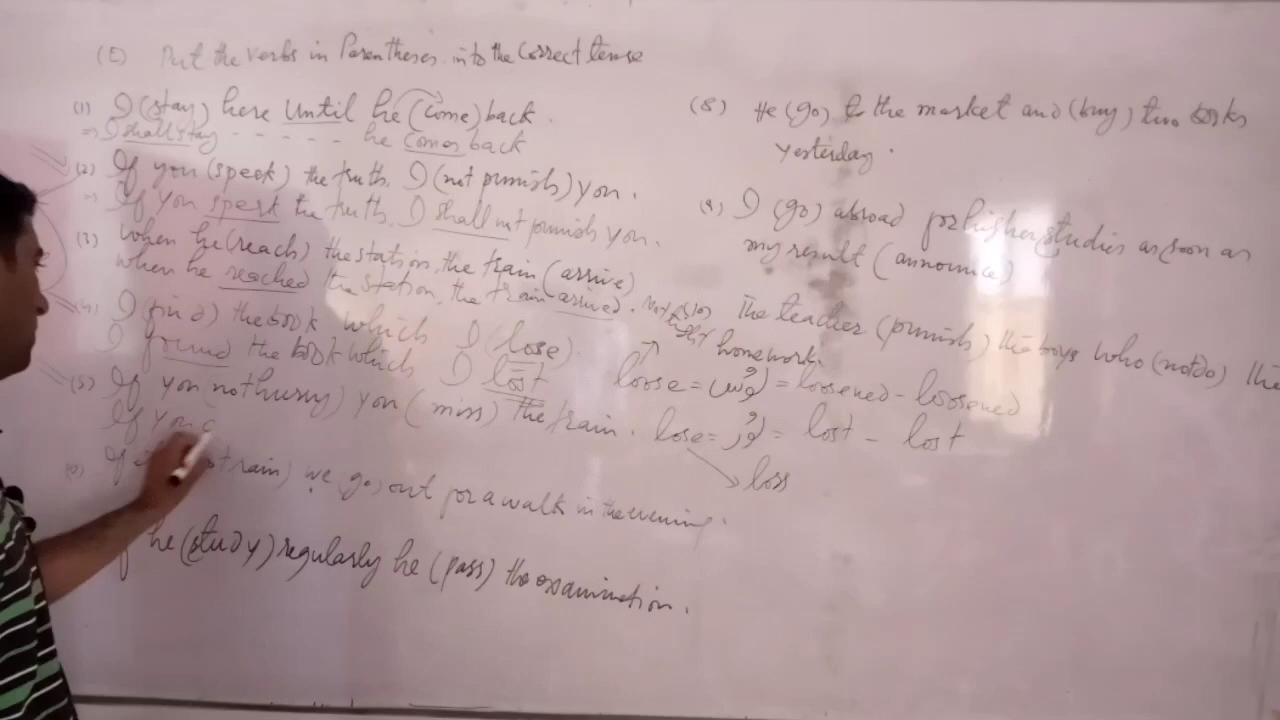 (E) Put the verbs in Parentheses into the correct tense
(1) I (stay) here until he (come) back.
⇒ I shall stay - - - - - he comes back
(2) If you (speek) the truth, I (not punish) you.
⇒ If you speak the truth, I shall not punish you.
(3) when he (reach) the station, the train (arrive)
when he reached the station, the train arrived.
(4) I (find) the book which I (lose)
I found the book which I lost
(5) If you (not hurry) you (miss) the train.
If you
If rain) we go) out for a walk in the evening.
he (study) regularly he (pass) the examination.
(8) He (go) to the market and (buy) two books
yesterday.
(9) I (go) abroad for higher studies as soon as
my result (announce)
(10) The teacher (punish) the boys who (not do) the
homework.
loose = = loosened - loosened
lose = = lost - lost
loss